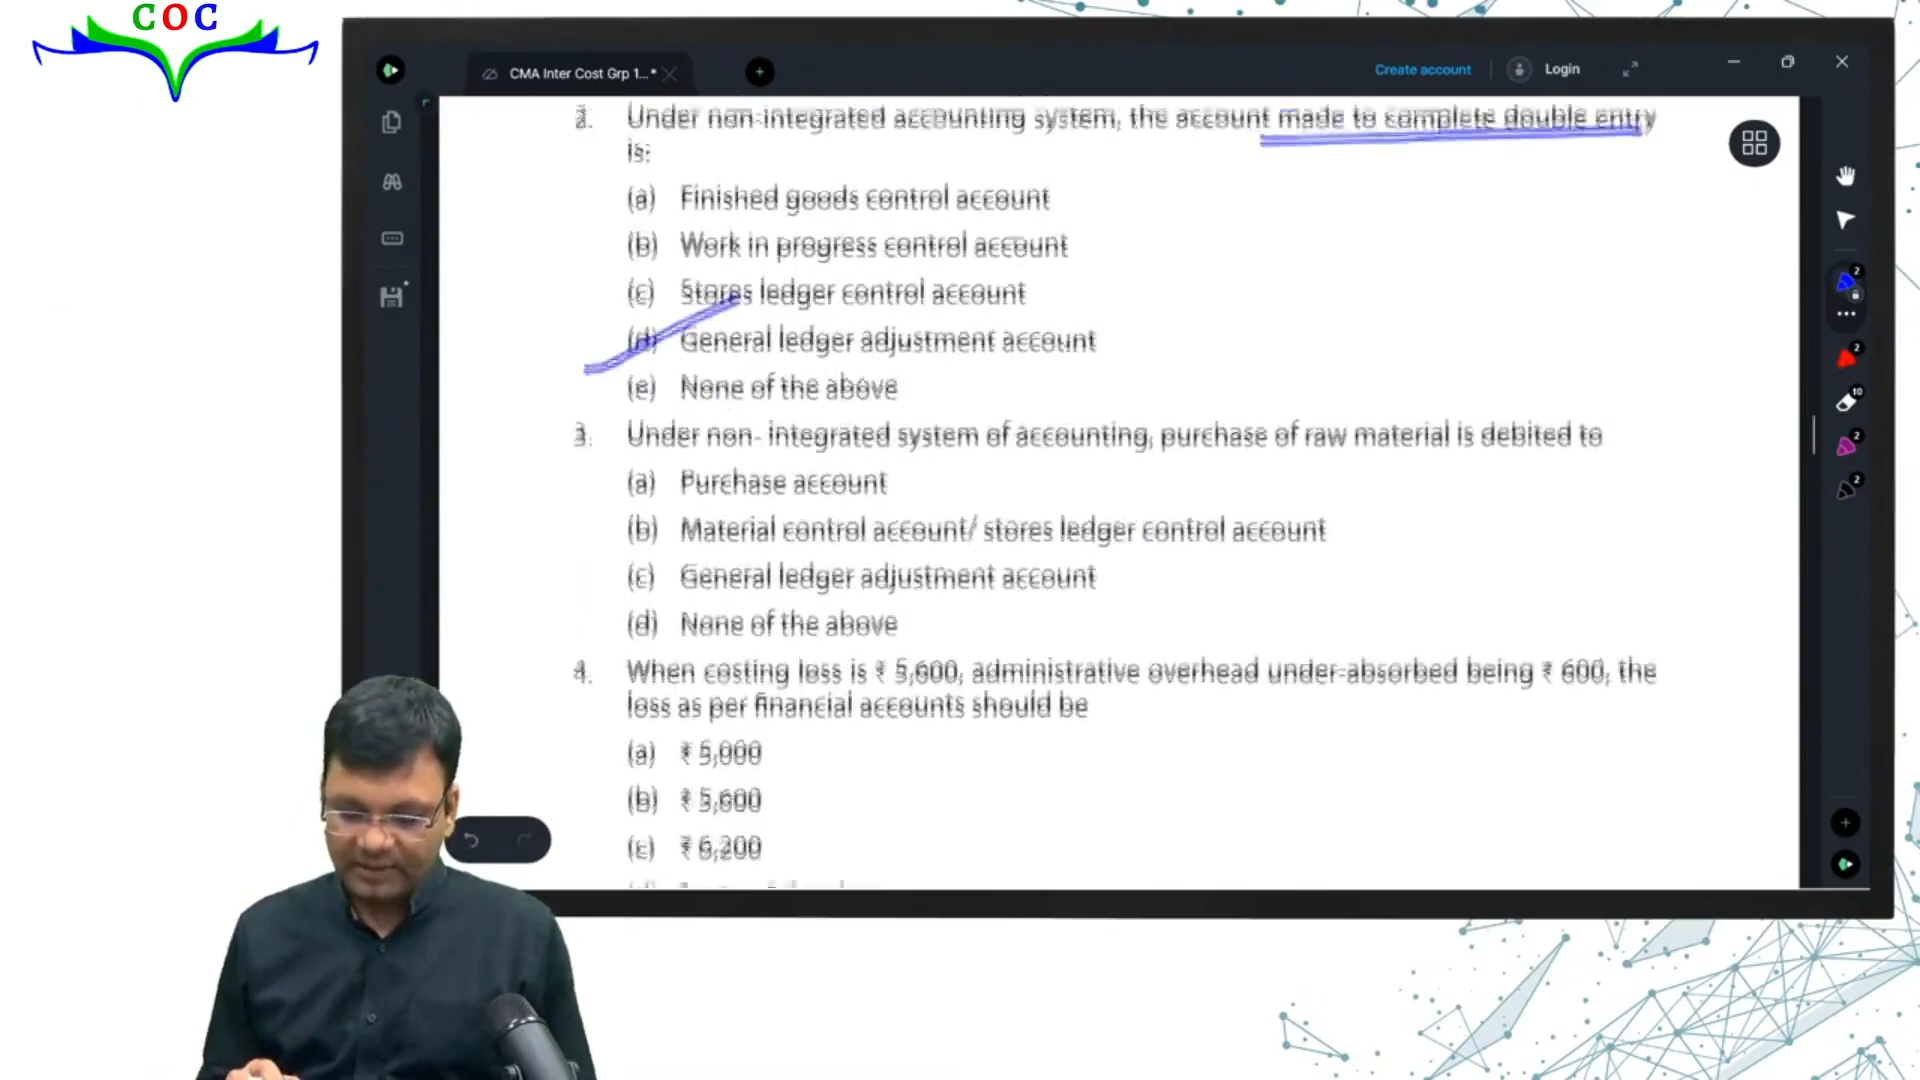 COC
CMA Inter Cost Grp 1...*
Create account
Login
2. Under non-integrated accounting system, the account made to complete double entry
is:
(a) Finished goods control account
(b) Work in progress control account
(c) Stores ledger control account
(d) General ledger adjustment account
(e) None of the above
3. Under non- integrated system of accounting, purchase of raw material is debited to
(a) Purchase account
(b) Material control account/ stores ledger control account
(c) General ledger adjustment account
(d) None of the above
4. When costing loss is ₹ 5,600, administrative overhead under-absorbed being ₹ 600, the
loss as per financial accounts should be
(a) ₹ 5,000
(b) ₹ 5,600
(c) ₹ 6,200
2
2
10
2
2